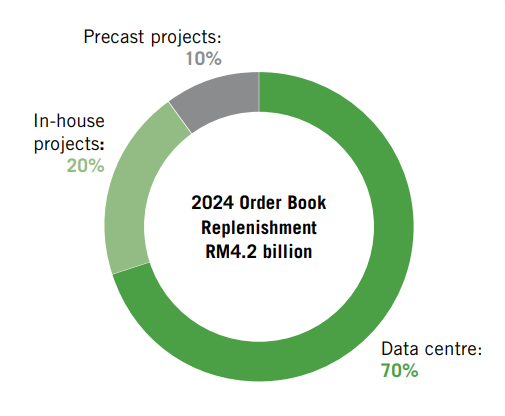 Precast projects:
10%
In-house
projects:
20%
2024 Order Book
Replenishment
RM4.2 billion
Data centre:
70%